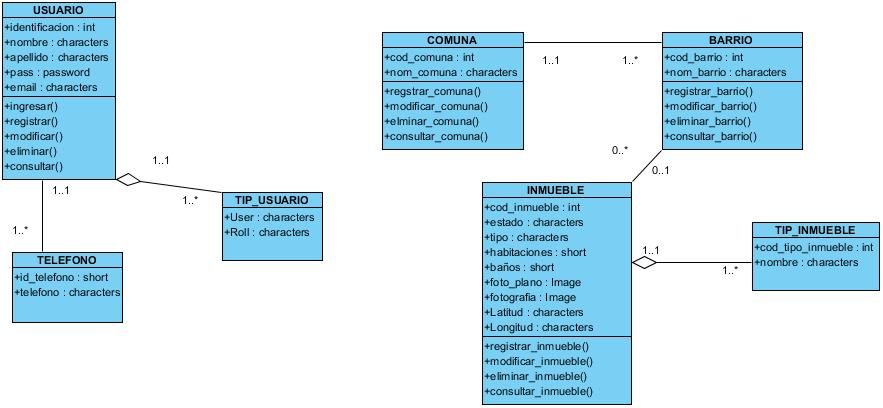 USUARIO
+identificacion : int
+nombre : characters
+apellido : characters
+pass : password
+email : characters
+ingresar()
+registrar()
+modificar()
+eliminar()
+consultar()
1..1
1..*
TIP_USUARIO
+User : characters
+Roll : characters
1..1
1..*
TELEFONO
+id_telefono : short
+telefono : characters
COMUNA
+cod_comuna : int
+nom_comuna : characters
+regstrar_comuna()
+modificar_comuna()
+elminar_comuna()
+consultar_comuna()
1..1
1..*
BARRIO
+cod_barrio : int
+nom_barrio : characters
+registrar_barrio()
+modificar_barrio()
+eliminar_barrio()
+consultar_barrio()
0..*
0..1
INMUEBLE
+cod_inmueble : int
+estado : characters
+tipo : characters
+habitaciones : short
+baños : short
+foto_plano : Image
+fotografia : Image
+Latitud : characters
+Longitud : characters
+registrar_inmueble()
+modificar_inmueble()
+eliminar_inmueble()
+consultar_inmueble()
1..1
1..*
TIP_INMUEBLE
+cod_tipo_inmueble : int
+nombre : characters